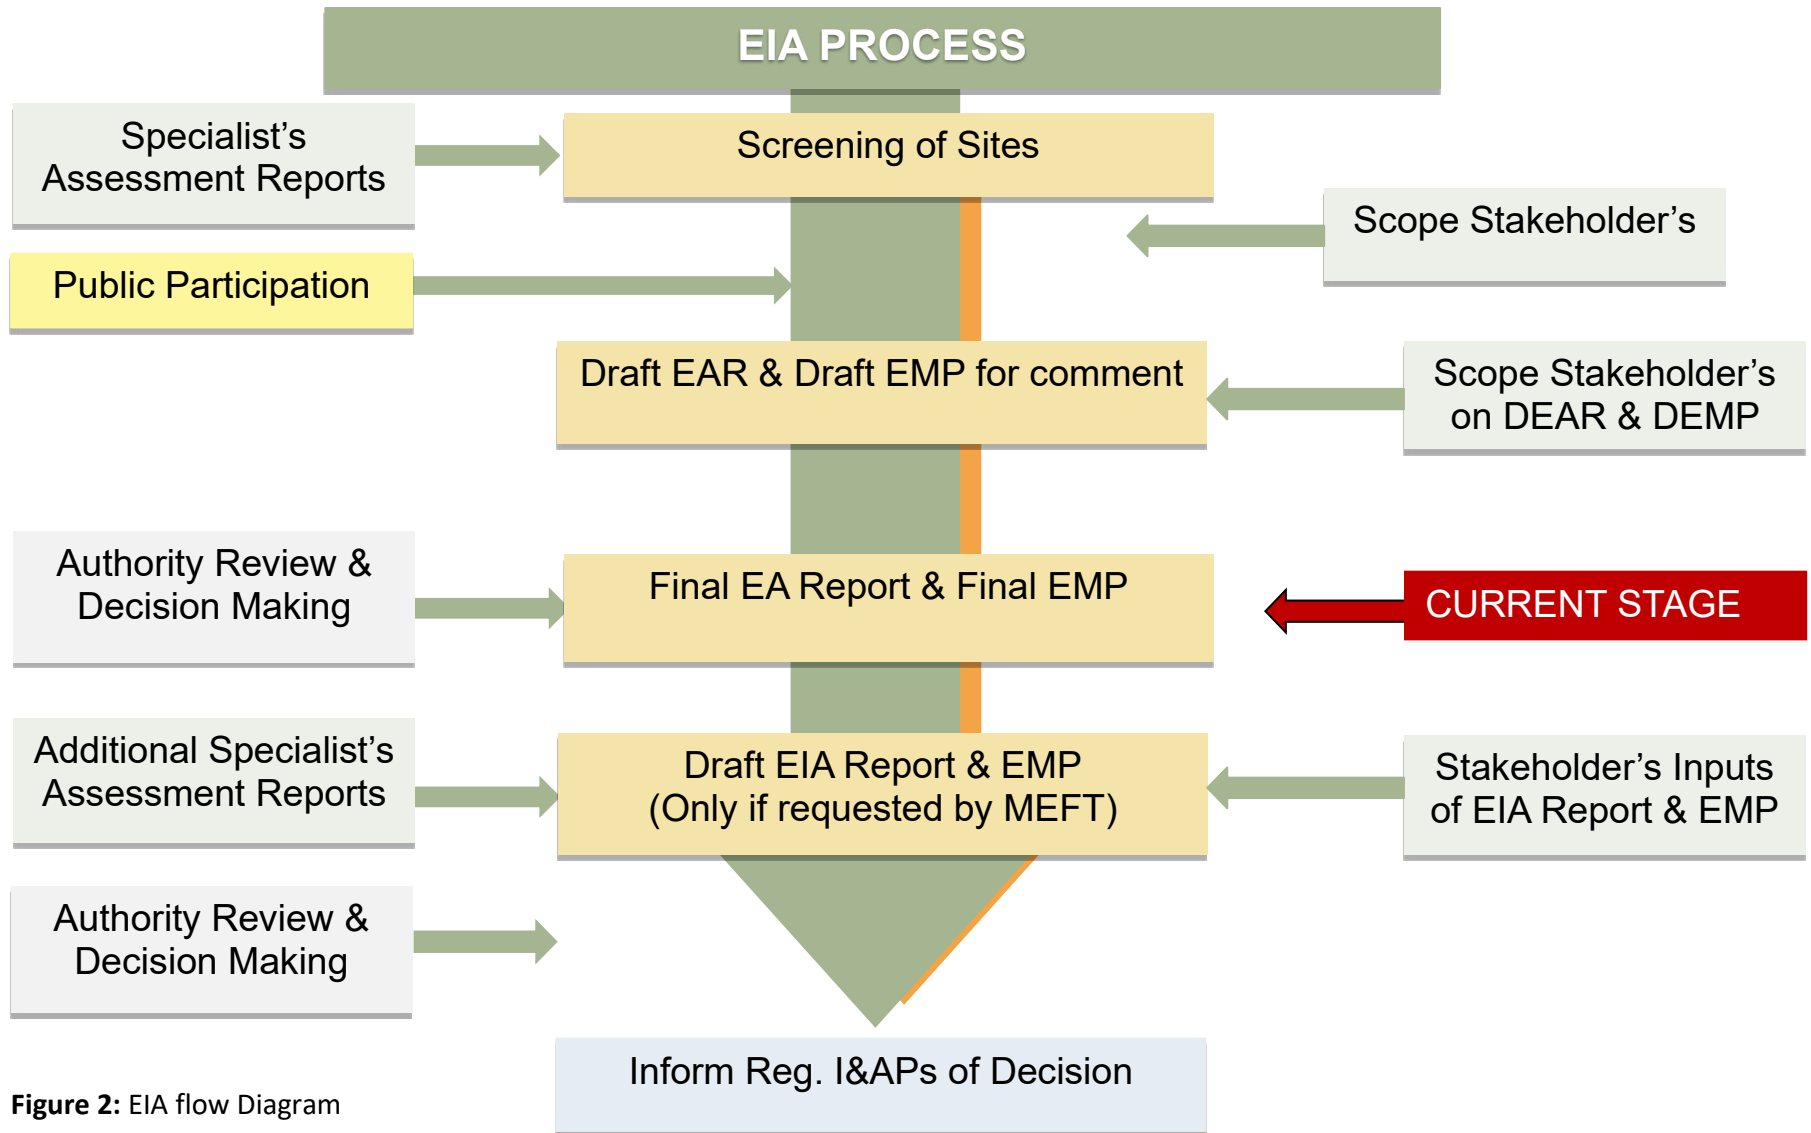 EIA PROCESS
Specialist’s
Assessment Reports
Screening of Sites
Scope Stakeholder’s
Public Participation
Draft EAR & Draft EMP for comment
Scope Stakeholder’s
on DEAR & DEMP
Authority Review &
Decision Making
Final EA Report & Final EMP
CURRENT STAGE
Additional Specialist’s
Assessment Reports
Draft EIA Report & EMP
(Only if requested by MEFT)
Stakeholder’s Inputs
of EIA Report & EMP
Authority Review &
Decision Making
Inform Reg. I&APs of Decision
Figure 2: EIA flow Diagram